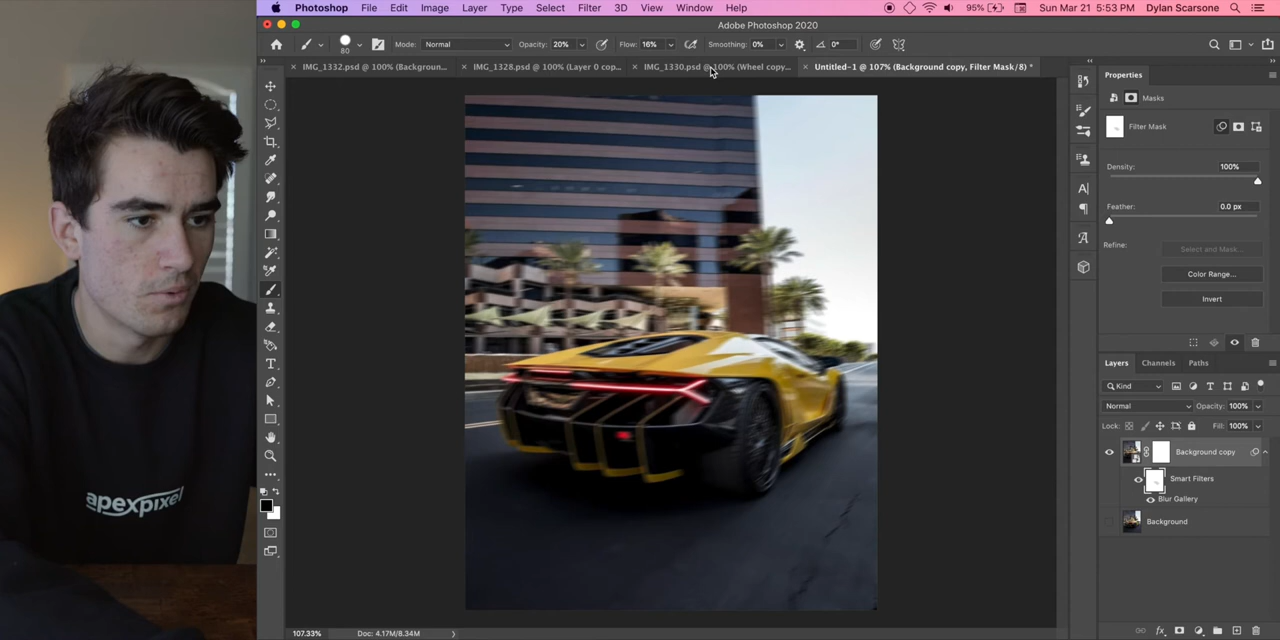 Photoshop File Edit Image Layer Type Select Filter 3D View Window Help 95% Sun Mar 21 5:53 PM Dylan Scarsone
Adobe Photoshop 2020
80 Mode: Normal Opacity: 20% Flow: 16% Smoothing: 0% 0°
IMG_1332.psd @ 100% (Backgroun... IMG_1328.psd @ 100% (Layer 0 cop... IMG_1330.psd @ 100% (Wheel copy... Untitled-1 @ 107% (Background copy, Filter Mask/8) *
Properties
Masks
Filter Mask
Density: 100%
Feather: 0.0 px
Refine: Select and Mask...
Color Range...
Invert
Layers Channels Paths
Kind
Normal Opacity: 100%
Lock: Fill: 100%
Background copy
Smart Filters
Blur Gallery
Background
apexpixel
107.33% Doc: 4.17M/8.34M